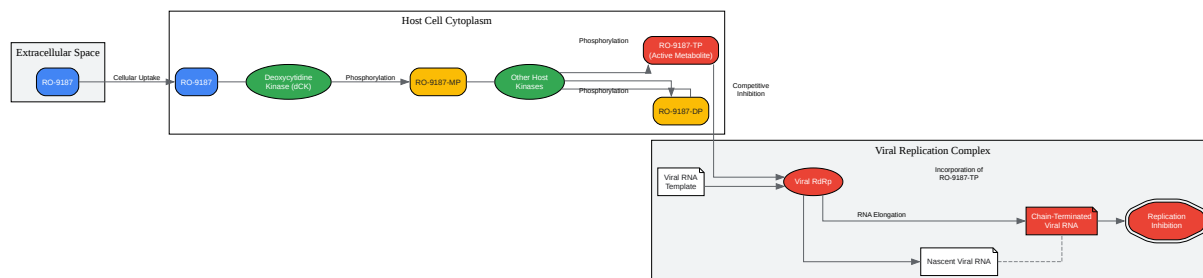 Host Cell Cytoplasm
Extracellular Space
RO-9187
Cellular Uptake
RO-9187
Deoxycytidine
Kinase (dCK)
Phosphorylation
RO-9187-MP
Other Host
Kinases
Phosphorylation
RO-9187-TP
(Active Metabolite)
Phosphorylation
RO-9187-DP
Competitive
Inhibition
Viral Replication Complex
Viral RNA
Template
Viral RdRp
Incorporation of
RO-9187-TP
RNA Elongation
Chain-Terminated
Viral RNA
Replication
Inhibition
Nascent Viral RNA